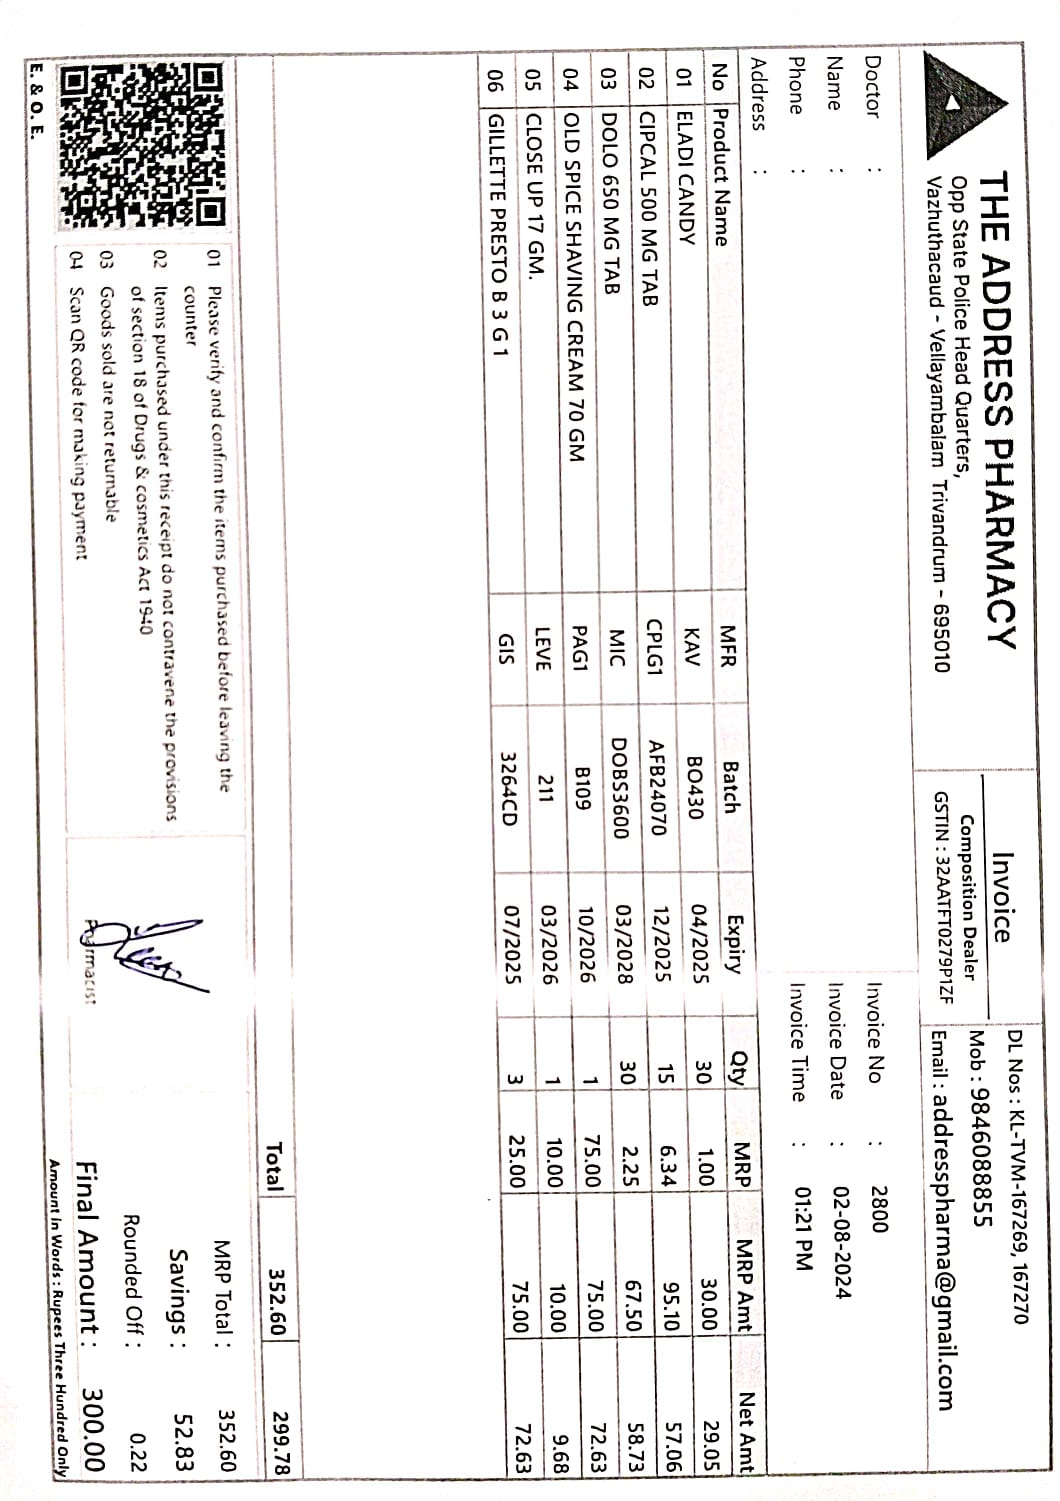 THE ADDRESS PHARMACY
Opp State Police Head Quarters,
Vazhuthacaud - Vellayambalam Trivandrum - 695010
Invoice
Composition Dealer
GSTIN : 32AATFT0279P1ZF
DL Nos : KL-TVM-167269, 167270
Mob : 9846088855
Email : addresspharma@gmail.com
Doctor :
Name :
Phone :
Address :
Invoice No : 2800
Invoice Date : 02-08-2024
Invoice Time : 01:21 PM
No Product Name MFR Batch Expiry Qty MRP MRP Amt Net Amt
01 ELADI CANDY KAV BO430 04/2025 30 1.00 30.00 29.05
02 CIPCAL 500 MG TAB CPLG1 AFB24070 12/2025 15 6.34 95.10 57.06
03 DOLO 650 MG TAB MIC DOBS3600 03/2028 30 2.25 67.50 58.73
04 OLD SPICE SHAVING CREAM 70 GM PAG1 B109 10/2026 1 75.00 75.00 72.63
05 CLOSE UP 17 GM. LEVE 211 03/2026 1 10.00 10.00 9.68
06 GILLETTE PRESTO B 3 G 1 GIS 3264CD 07/2025 3 25.00 75.00 72.63
Total 352.60 299.78
01 Please verify and confirm the items purchased before leaving the
counter
02 Items purchased under this receipt do not contravene the provisions
of section 18 of Drugs & cosmetics Act 1940
03 Goods sold are not returnable
04 Scan QR code for making payment
E. & O. E.
Pharmacist
MRP Total : 352.60
Savings : 52.83
Rounded Off : 0.22
Final Amount : 300.00
Amount in Words : Rupees Three Hundred Only